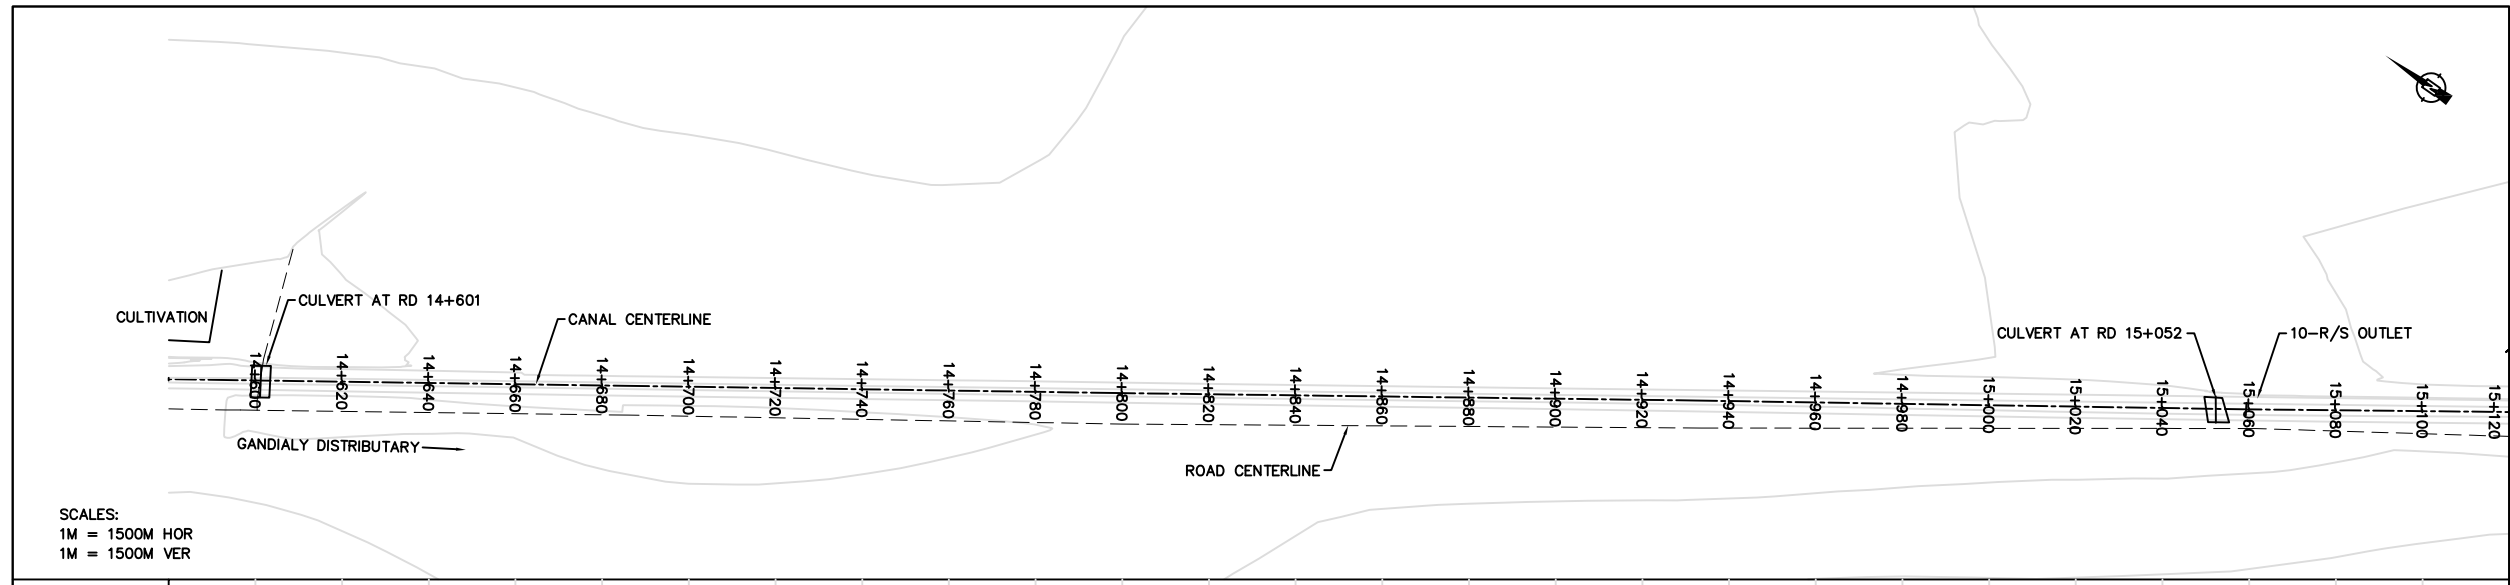 CULVERT AT RD 14+601
CULTIVATION
CANAL CENTERLINE
CULVERT AT RD 15+052
10-R/S OUTLET
14+600
14+620
14+640
14+660
14+680
14+700
14+720
14+740
14+760
14+780
14+800
14+820
14+840
14+860
14+880
14+900
14+920
14+940
14+960
14+980
15+000
15+020
15+040
15+060
15+080
15+100
15+120
GANDIALY DISTRIBUTARY
ROAD CENTERLINE
SCALES:
1M = 1500M HOR
1M = 1500M VER